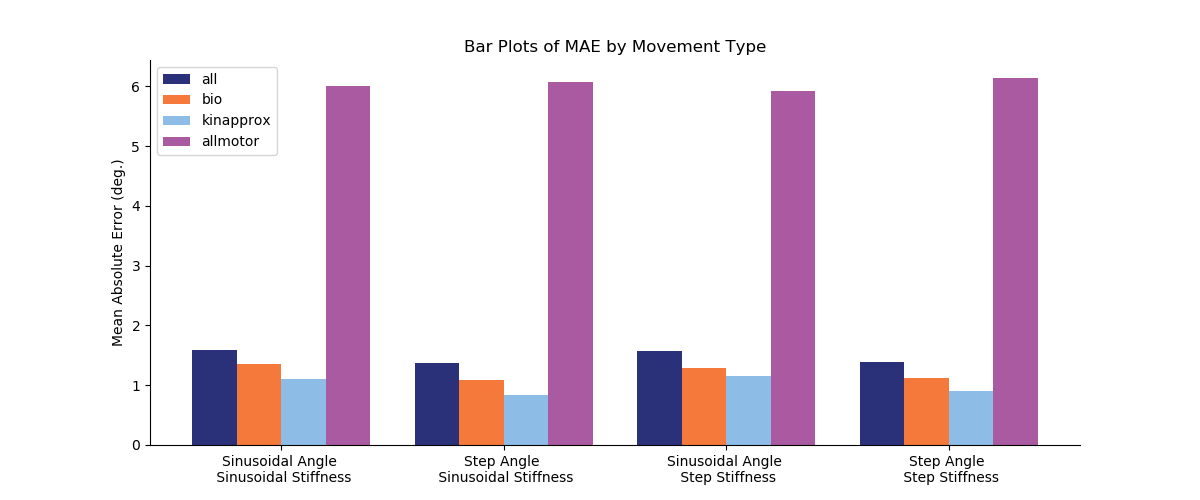 Bar Plots of MAE by Movement Type
all
bio
kinapprox
allmotor
Mean Absolute Error (deg.)
6
5
4
3
2
1
0
Sinusoidal Angle
Sinusoidal Stiffness
Step Angle
Sinusoidal Stiffness
Sinusoidal Angle
Step Stiffness
Step Angle
Step Stiffness